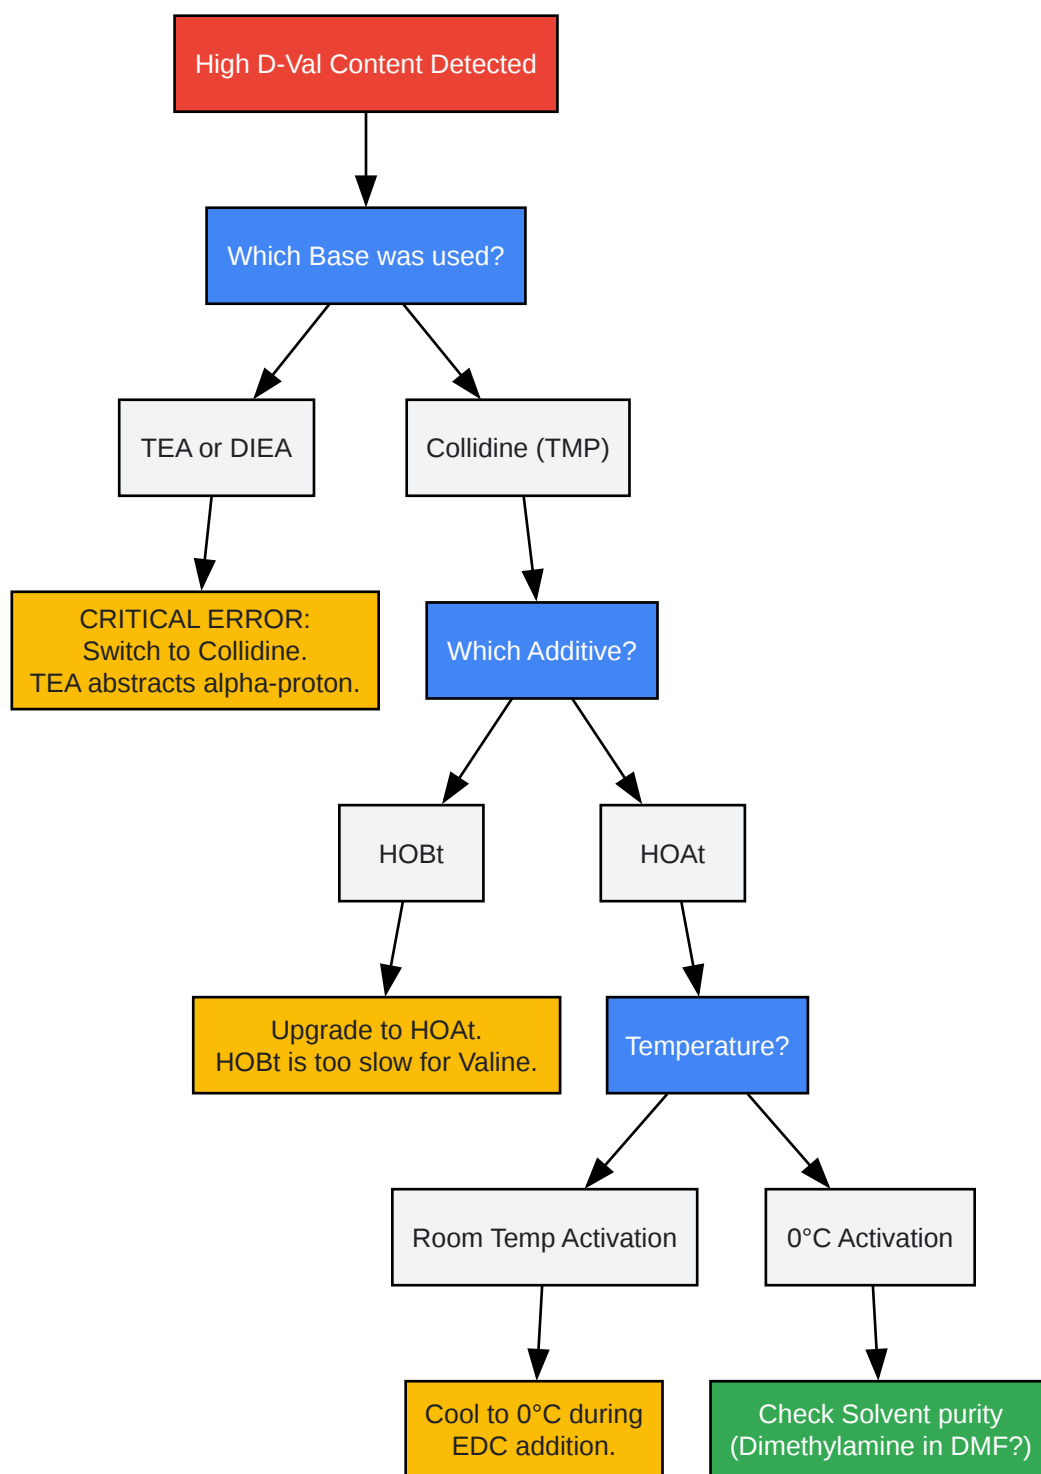 High D-Val Content Detected
Which Base was used?
TEA or DIEA
Collidine (TMP)
CRITICAL ERROR:
Switch to Collidine.
TEA abstracts alpha-proton.
Which Additive?
HOBt
HOAt
Upgrade to HOAt.
HOBt is too slow for Valine.
Temperature?
Room Temp Activation
0°C Activation
Cool to 0°C during
EDC addition.
Check Solvent purity
(Dimethylamine in DMF?)